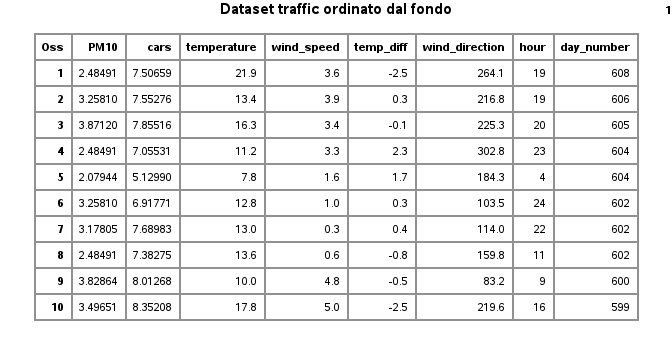 Dataset traffic ordinato dal fondo 1
Oss PM10 cars temperature wind_speed temp_diff wind_direction hour day_number
1 2.48491 7.50659 21.9 3.6 -2.5 264.1 19 608
2 3.25810 7.55276 13.4 3.9 0.3 216.8 19 606
3 3.87120 7.85516 16.3 3.4 -0.1 225.3 20 605
4 2.48491 7.05531 11.2 3.3 2.3 302.8 23 604
5 2.07944 5.12990 7.8 1.6 1.7 184.3 4 604
6 3.25810 6.91771 12.8 1.0 0.3 103.5 24 602
7 3.17805 7.68983 13.0 0.3 0.4 114.0 22 602
8 2.48491 7.38275 13.6 0.6 -0.8 159.8 11 602
9 3.82864 8.01268 10.0 4.8 -0.5 83.2 9 600
10 3.49651 8.35208 17.8 5.0 -2.5 219.6 16 599